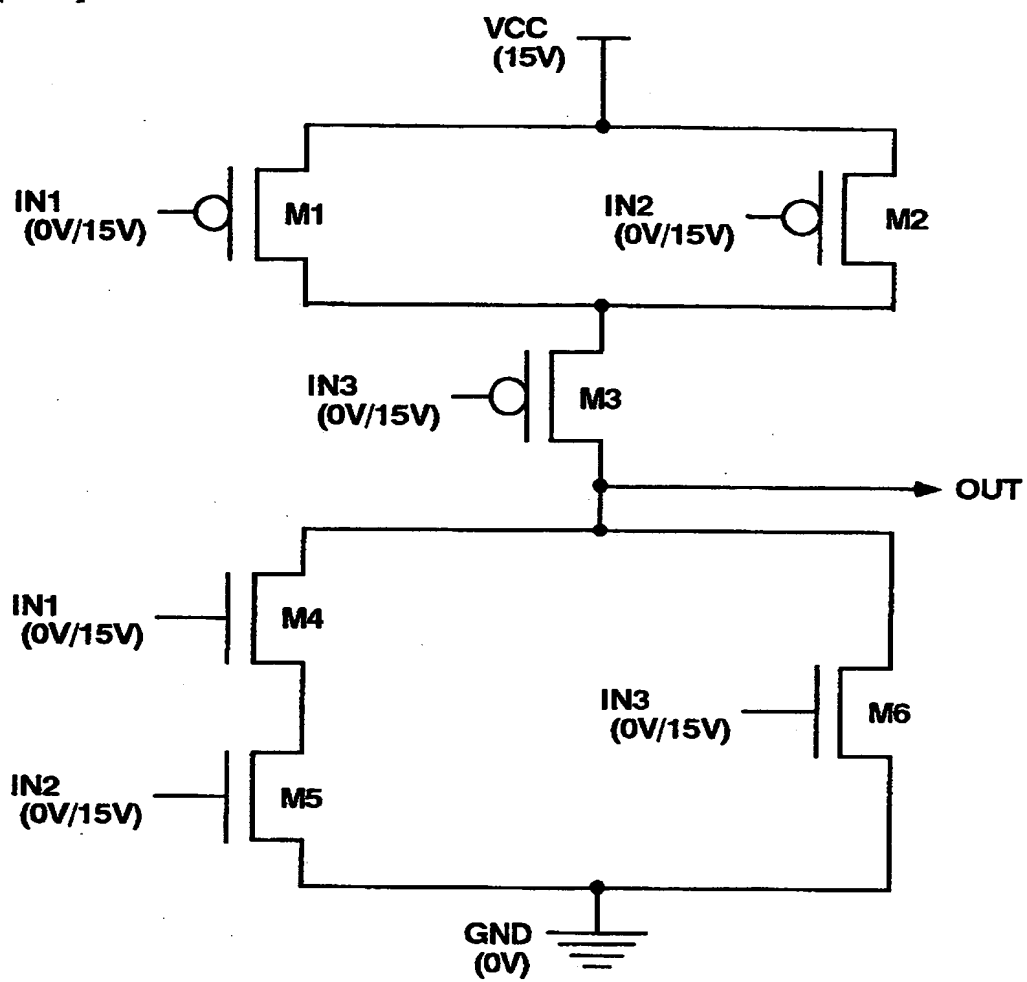 VCC
(15V)
IN1
(0V/15V)
M1
IN2
(0V/15V)
M2
IN3
(0V/15V)
M3
OUT
IN1
(0V/15V)
M4
IN3
(0V/15V)
M6
IN2
(0V/15V)
M5
GND
(0V)